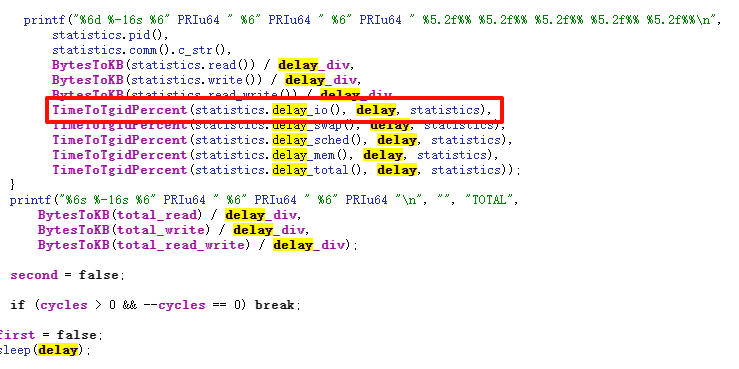 printf("%6d %-16s %6" PRIu64 " %6" PRIu64 " %6" PRIu64 " %5.2f%% %5.2f%% %5.2f%% %5.2f%% %5.2f%%\n",
statistics.pid(),
statistics.comm().c_str(),
BytesToKB(statistics.read()) / delay_div,
BytesToKB(statistics.write()) / delay_div,
BytesToKB(statistics.read_write()) / delay_div,
TimeToTgidPercent(statistics.delay_io(), delay, statistics),
TimeToTgidPercent(statistics.delay_swap(), delay, statistics),
TimeToTgidPercent(statistics.delay_sched(), delay, statistics),
TimeToTgidPercent(statistics.delay_mem(), delay, statistics),
TimeToTgidPercent(statistics.delay_total(), delay, statistics));
}
printf("%6s %-16s %6" PRIu64 " %6" PRIu64 " %6" PRIu64 "\n", "", "TOTAL",
BytesToKB(total_read) / delay_div,
BytesToKB(total_write) / delay_div,
BytesToKB(total_read_write) / delay_div);
second = false;
if (cycles > 0 && --cycles == 0) break;
first = false;
sleep(delay);